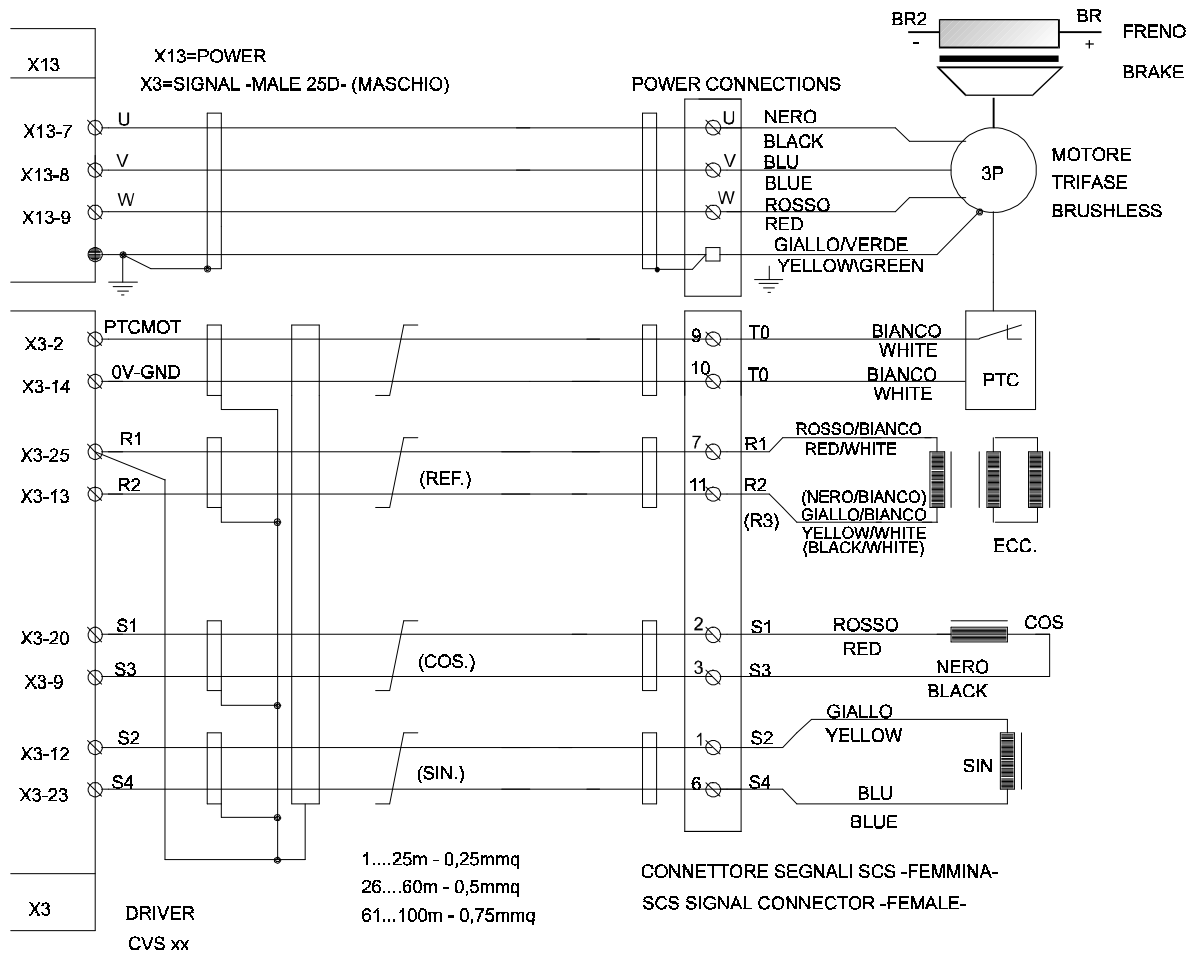 BR2
BR
-
+
FRENO
BRAKE
X13
X13=POWER
X3=SIGNAL -MALE 25D- (MASCHIO)
POWER CONNECTIONS
X13-7
U
U
NERO
BLACK
X13-8
V
V
BLU
BLUE
X13-9
W
W
ROSSO
RED
3P
MOTORE
TRIFASE
BRUSHLESS
GIALLO/VERDE
YELLOW\GREEN
X3-2
PTCMOT
9
T0
BIANCO
WHITE
X3-14
0V-GND
10
T0
BIANCO
WHITE
PTC
X3-25
R1
7
R1
ROSSO/BIANCO
RED/WHITE
(REF.)
X3-13
R2
11
R2
(R3)
(NERO/BIANCO)
GIALLO/BIANCO
YELLOW/WHITE
(BLACK/WHITE)
ECC.
X3-20
S1
2
S1
ROSSO
RED
COS
(COS.)
X3-9
S3
3
S3
NERO
BLACK
X3-12
S2
1
S2
GIALLO
YELLOW
(SIN.)
SIN
X3-23
S4
6
S4
BLU
BLUE
1....25m - 0,25mmq
26....60m - 0,5mmq
61...100m - 0,75mmq
CONNETTORE SEGNALI SCS -FEMMINA-
SCS SIGNAL CONNECTOR -FEMALE-
X3
DRIVER
CVS xx